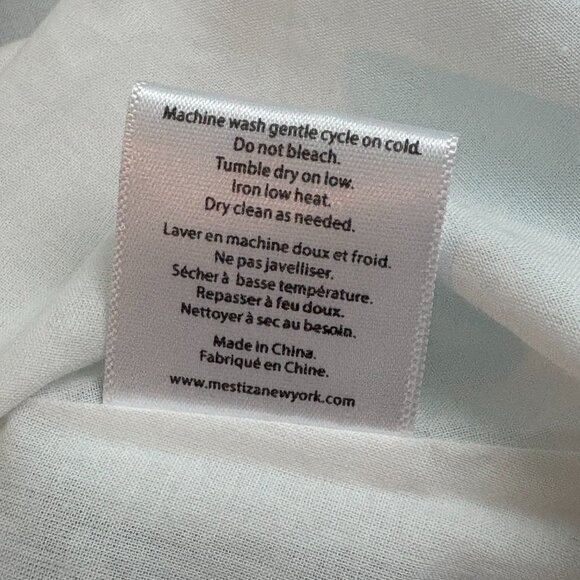 Machine wash gentle cycle on cold.
Do not bleach.
Tumble dry on low.
Iron low heat.
Dry clean as needed.
Laver en machine doux et froid.
Ne pas javelliser.
Sécher à basse température.
Repasser à feu doux.
Nettoyer à sec au besoin.
Made in China.
Fabriqué en Chine.
www.mestizanewyork.com